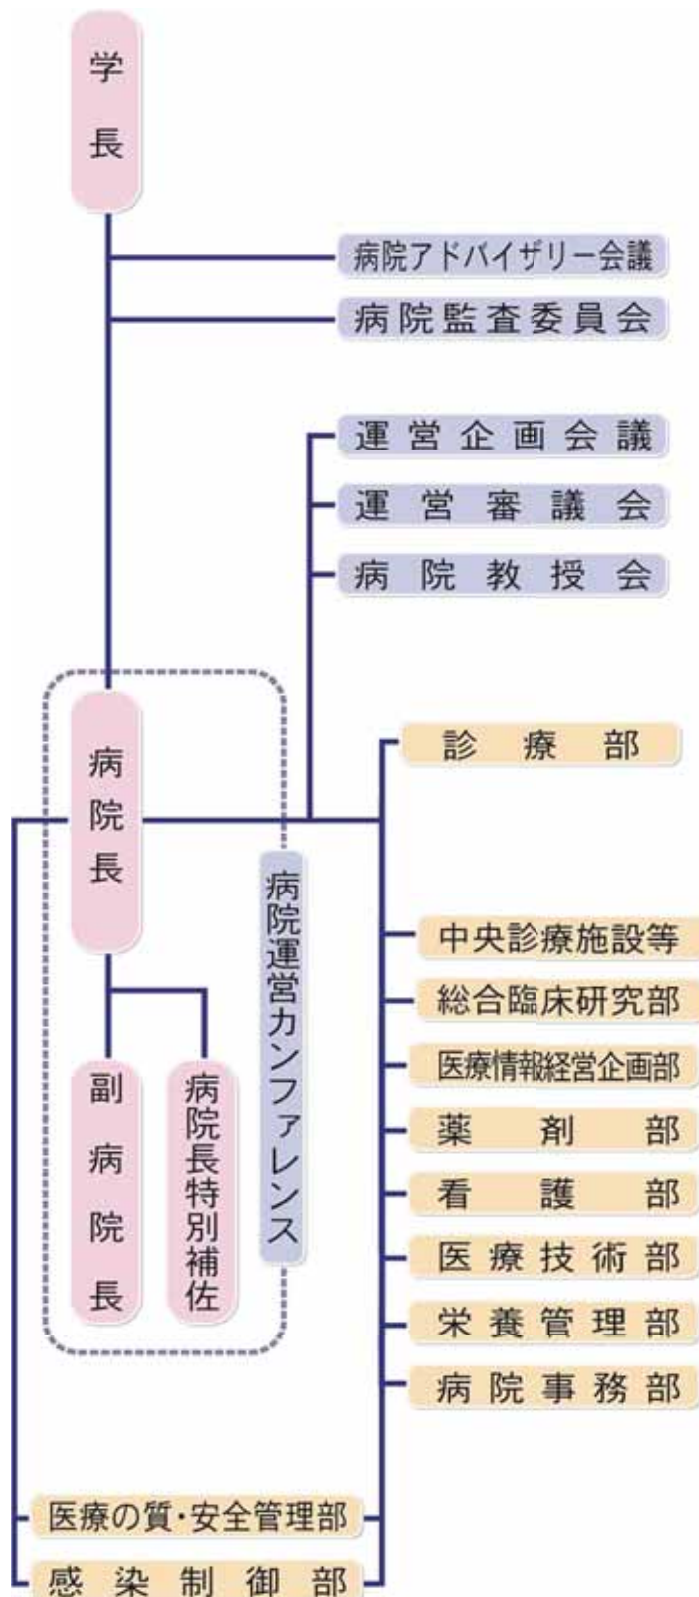 学長
病院アドバイザリー会議
病院監査委員会
運営企画会議
運営審議会
病院教授会
病院長
診療部
病院運営カンファレンス
中央診療施設等
総合臨床研究部
医療情報経営企画部
副病院長
病院長特別補佐
薬剤部
看護部
医療技術部
栄養管理部
病院事務部
医療の質・安全管理部
感染制御部